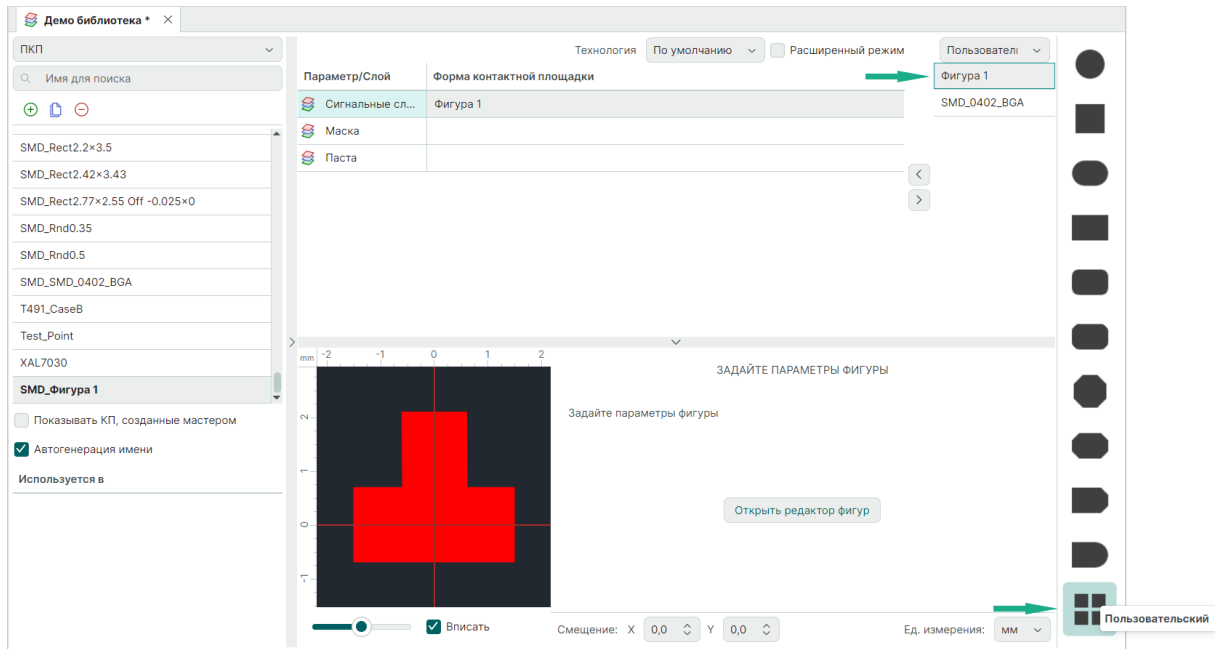 Демо библиотека *
ПКП
Имя для поиска
SMD_Rect2.2×3.5
SMD_Rect2.42×3.43
SMD_Rect2.77×2.55 Off -0.025×0
SMD_Rnd0.35
SMD_Rnd0.5
SMD_SMD_0402_BGA
T491_CaseB
Test_Point
XAL7030
SMD_Фигура 1
Показывать КП, созданные мастером
Автогенерация имени
Используется в
Технология По умолчанию Расширенный режим
Параметр/Слой Форма контактной площадки
Сигнальные сл... Фигура 1
Маска
Паста
Пользовател
Фигура 1
SMD_0402_BGA
mm -2 -1 0 1 2
2
1
0
-1
Вписать
ЗАДАЙТЕ ПАРАМЕТРЫ ФИГУРЫ
Задайте параметры фигуры
Открыть редактор фигур
Смещение: X 0,0 Y 0,0 Ед. измерения: мм
Пользовательский